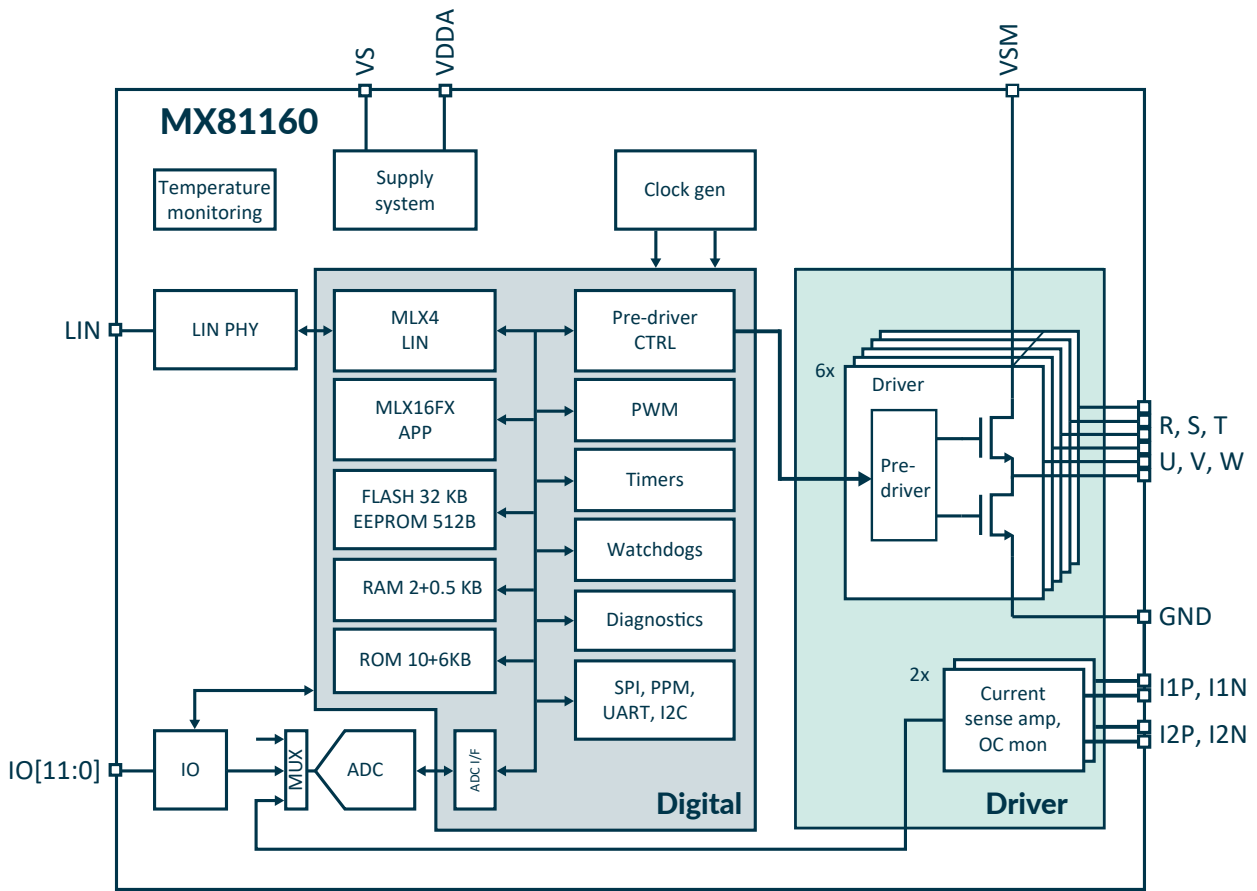 VS
VDDA
VSM
MX81160
Temperature
monitoring
Supply
system
Clock gen
LIN
LIN PHY
MLX4
LIN
Pre-driver
CTRL
MLX16FX
APP
PWM
FLASH 32 KB
EEPROM 512B
Timers
Watchdogs
RAM 2+0.5 KB
Diagnostics
ROM 10+6KB
SPI, PPM,
UART, I2C
IO[11:0]
IO
MUX
ADC
ADC I/F
Digital
6x
Driver
Pre-
driver
R, S, T
U, V, W
GND
2x
Current
sense amp,
OC mon
I1P, I1N
I2P, I2N
Driver